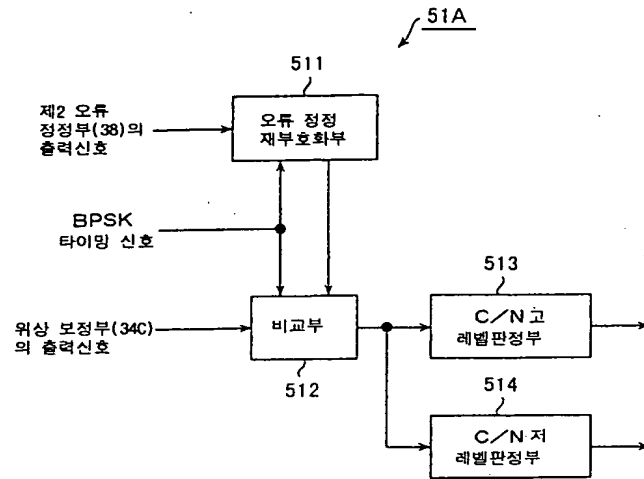 51A
511
제2 오류
정정부(38)의
출력신호
오류 정정
재부호화부
BPSK
타이밍 신호
위상 보정부(34C)
의 출력신호
비교부
512
513
C/N 고
레벨판정부
514
C/N 저
레벨판정부